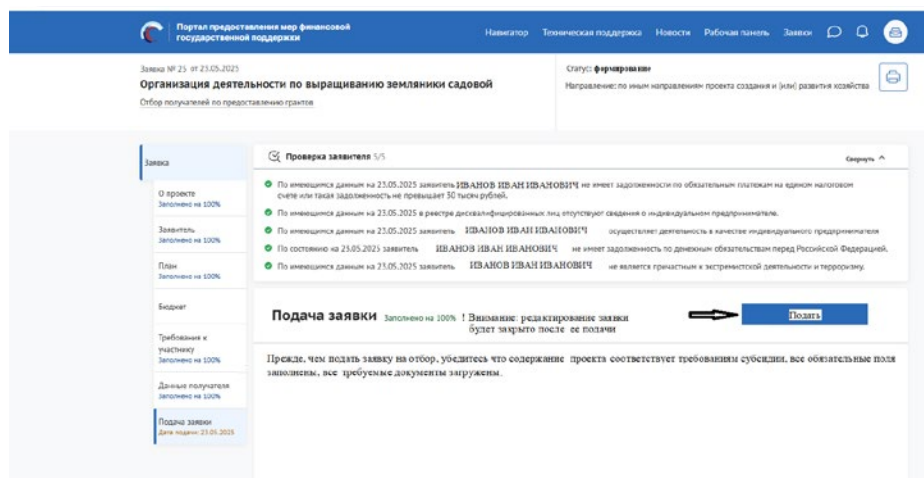 Портал предоставления мер финансовой
государственной поддержки
Навигатор Техническая поддержка Новости Рабочая панель Заявки
Заявка № 25 от 23.05.2025
Организация деятельности по выращиванию земляники садовой
Отбор получателей по предоставлению грантов
Статус: формирование
Направление: по иным направлениям проекта создания и (или) развития хозяйства
Заявка
О проекте
Заполнено на 100%
Заявитель
Заполнено на 100%
План
Заполнено на 100%
Бюджет
Требования к
участнику
Заполнено на 100%
Данные получателя
Заполнено на 100%
Подача заявки
Дата подачи: 23.05.2025
Проверка заявителя 5/5
Свернуть
По имеющимся данным на 23.05.2025 заявитель ИВАНОВ ИВАН ИВАНОВИЧ не имеет задолженности по обязательным платежам на едином налоговом
счете или такая задолженность не превышает 30 тысяч рублей.
По имеющимся данным на 23.05.2025 в реестре дисквалифицированных лиц отсутствуют сведения о индивидуальном предпринимателе.
По имеющимся данным на 23.05.2025 заявитель ИВАНОВ ИВАН ИВАНОВИЧ осуществляет деятельность в качестве индивидуального предпринимателя
По состоянию на 23.05.2025 заявитель ИВАНОВ ИВАН ИВАНОВИЧ не имеет задолженность по денежным обязательствам перед Российской Федерацией.
По имеющимся данным на 23.05.2025 заявитель ИВАНОВ ИВАН ИВАНОВИЧ не является причастным к экстремистской деятельности и терроризму.
Подача заявки Заполнено на 100% ! Внимание: редактирование заявки
будет закрыто после ее подачи
Подать
Прежде, чем подать заявку на отбор, убедитесь что содержание проекта соответствует требованиям субсидии, все обязательные поля
заполнены, все требуемые документы загружены.